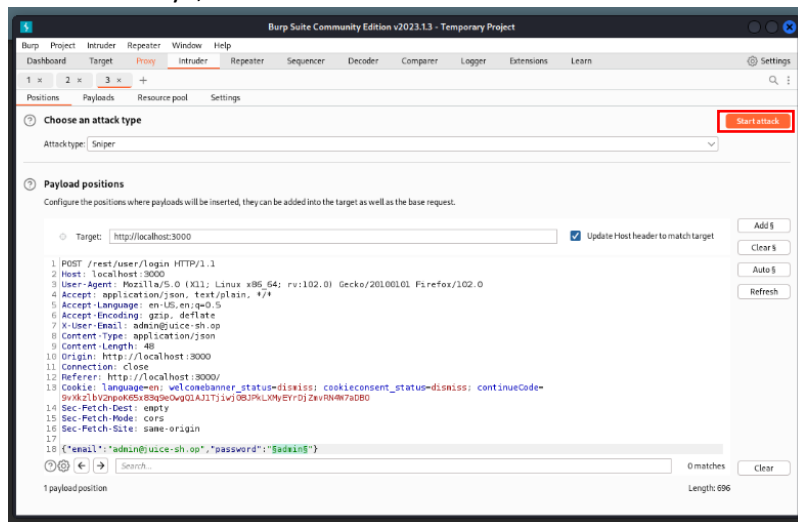 Burp Suite Community Edition v2023.1.3 - Temporary Project
Burp Project Intruder Repeater Window Help
Dashboard Target Proxy Intruder Repeater Sequencer Decoder Comparer Logger Extensions Learn Settings
1 × 2 × 3 × +
Positions Payloads Resource pool Settings
Choose an attack type
Start attack
Attack type: Sniper
Payload positions
Configure the positions where payloads will be inserted, they can be added into the target as well as the base request.
Target: http://localhost:3000 Update Host header to match target
Add §
Clear §
Auto §
Refresh
1 POST /rest/user/login HTTP/1.1
2 Host: localhost:3000
3 User-Agent: Mozilla/5.0 (X11; Linux x86_64; rv:102.0) Gecko/20100101 Firefox/102.0
4 Accept: application/json, text/plain, */*
5 Accept-Language: en-US,en;q=0.5
6 Accept-Encoding: gzip, deflate
7 X-User-Email: admin@juice-sh.op
8 Content-Type: application/json
9 Content-Length: 48
10 Origin: http://localhost:3000
11 Connection: close
12 Referer: http://localhost:3000/
13 Cookie: language=en; welcomebanner_status=dismiss; cookieconsent_status=dismiss; continueCode=
14 Sec-Fetch-Dest: empty
15 Sec-Fetch-Mode: cors
16 Sec-Fetch-Site: same-origin
17
18 {"email":"admin@juice-sh.op","password":"§admin§"}
Search...
0 matches
Clear
1 payload position
Length: 696